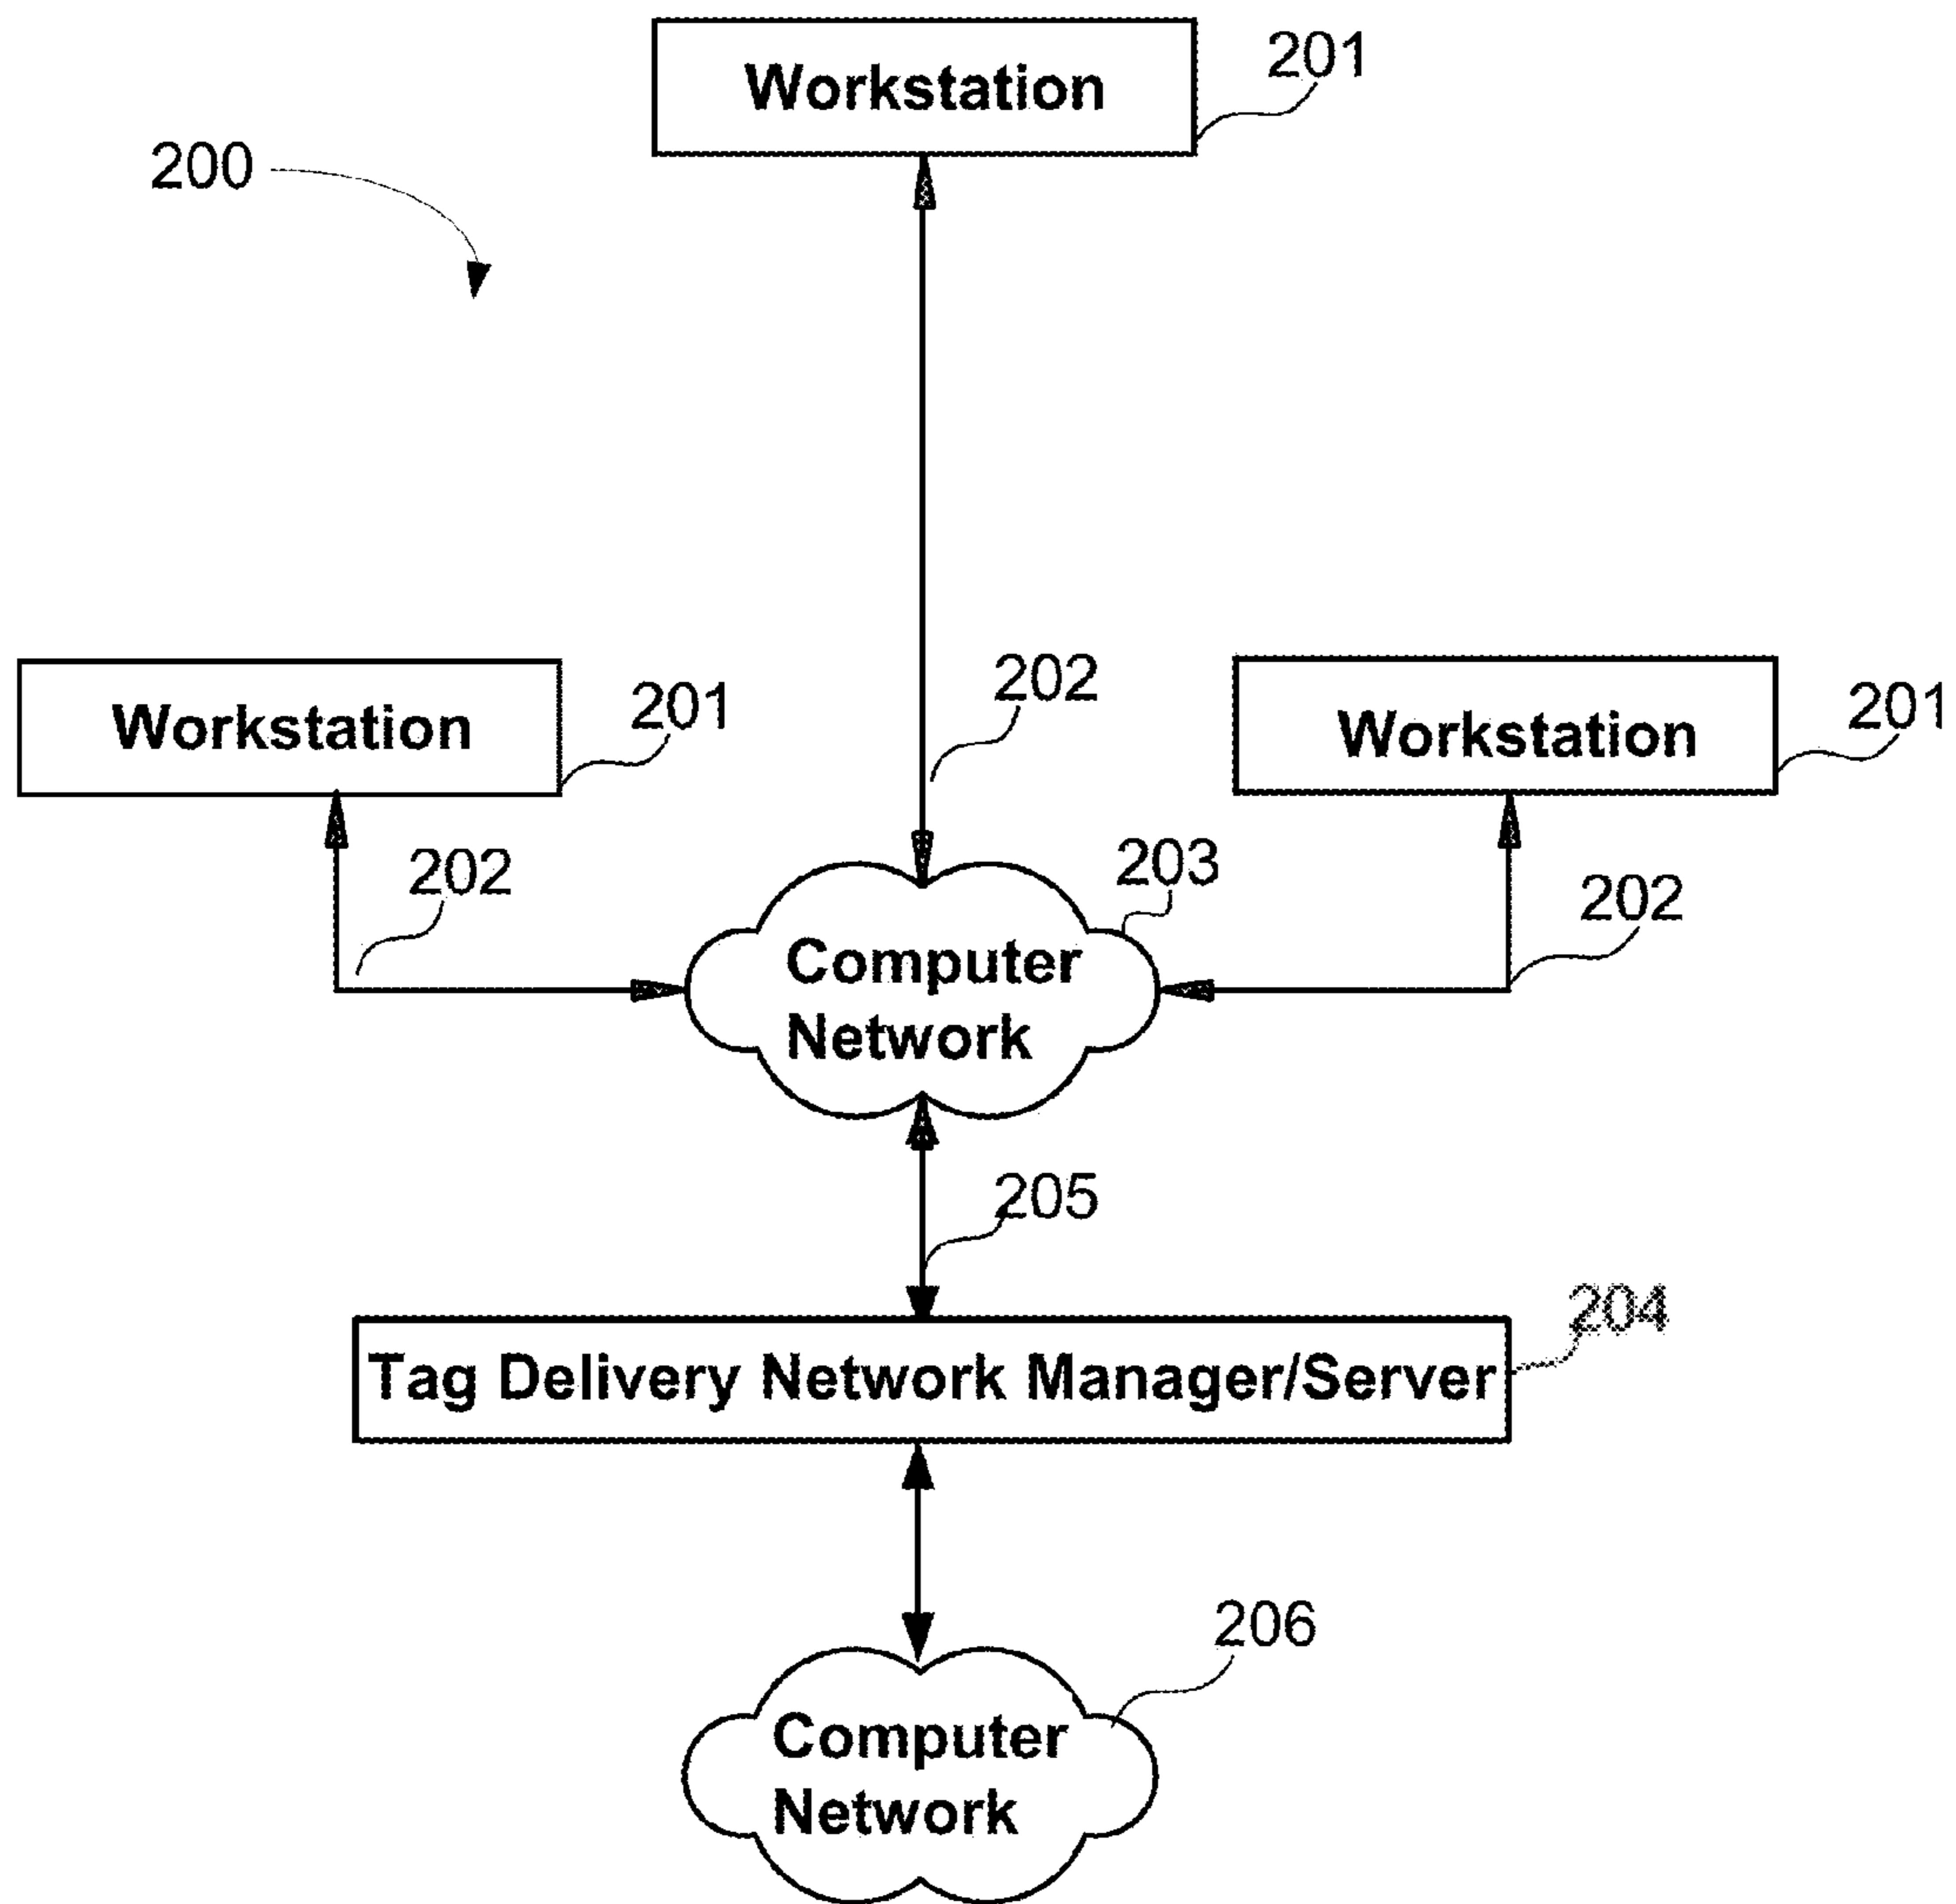 Workstation
201
200
Workstation
201
202
Workstation
201
202
203
202
Computer
Network
205
204
Tag Delivery Network Manager/Server
206
Computer
Network